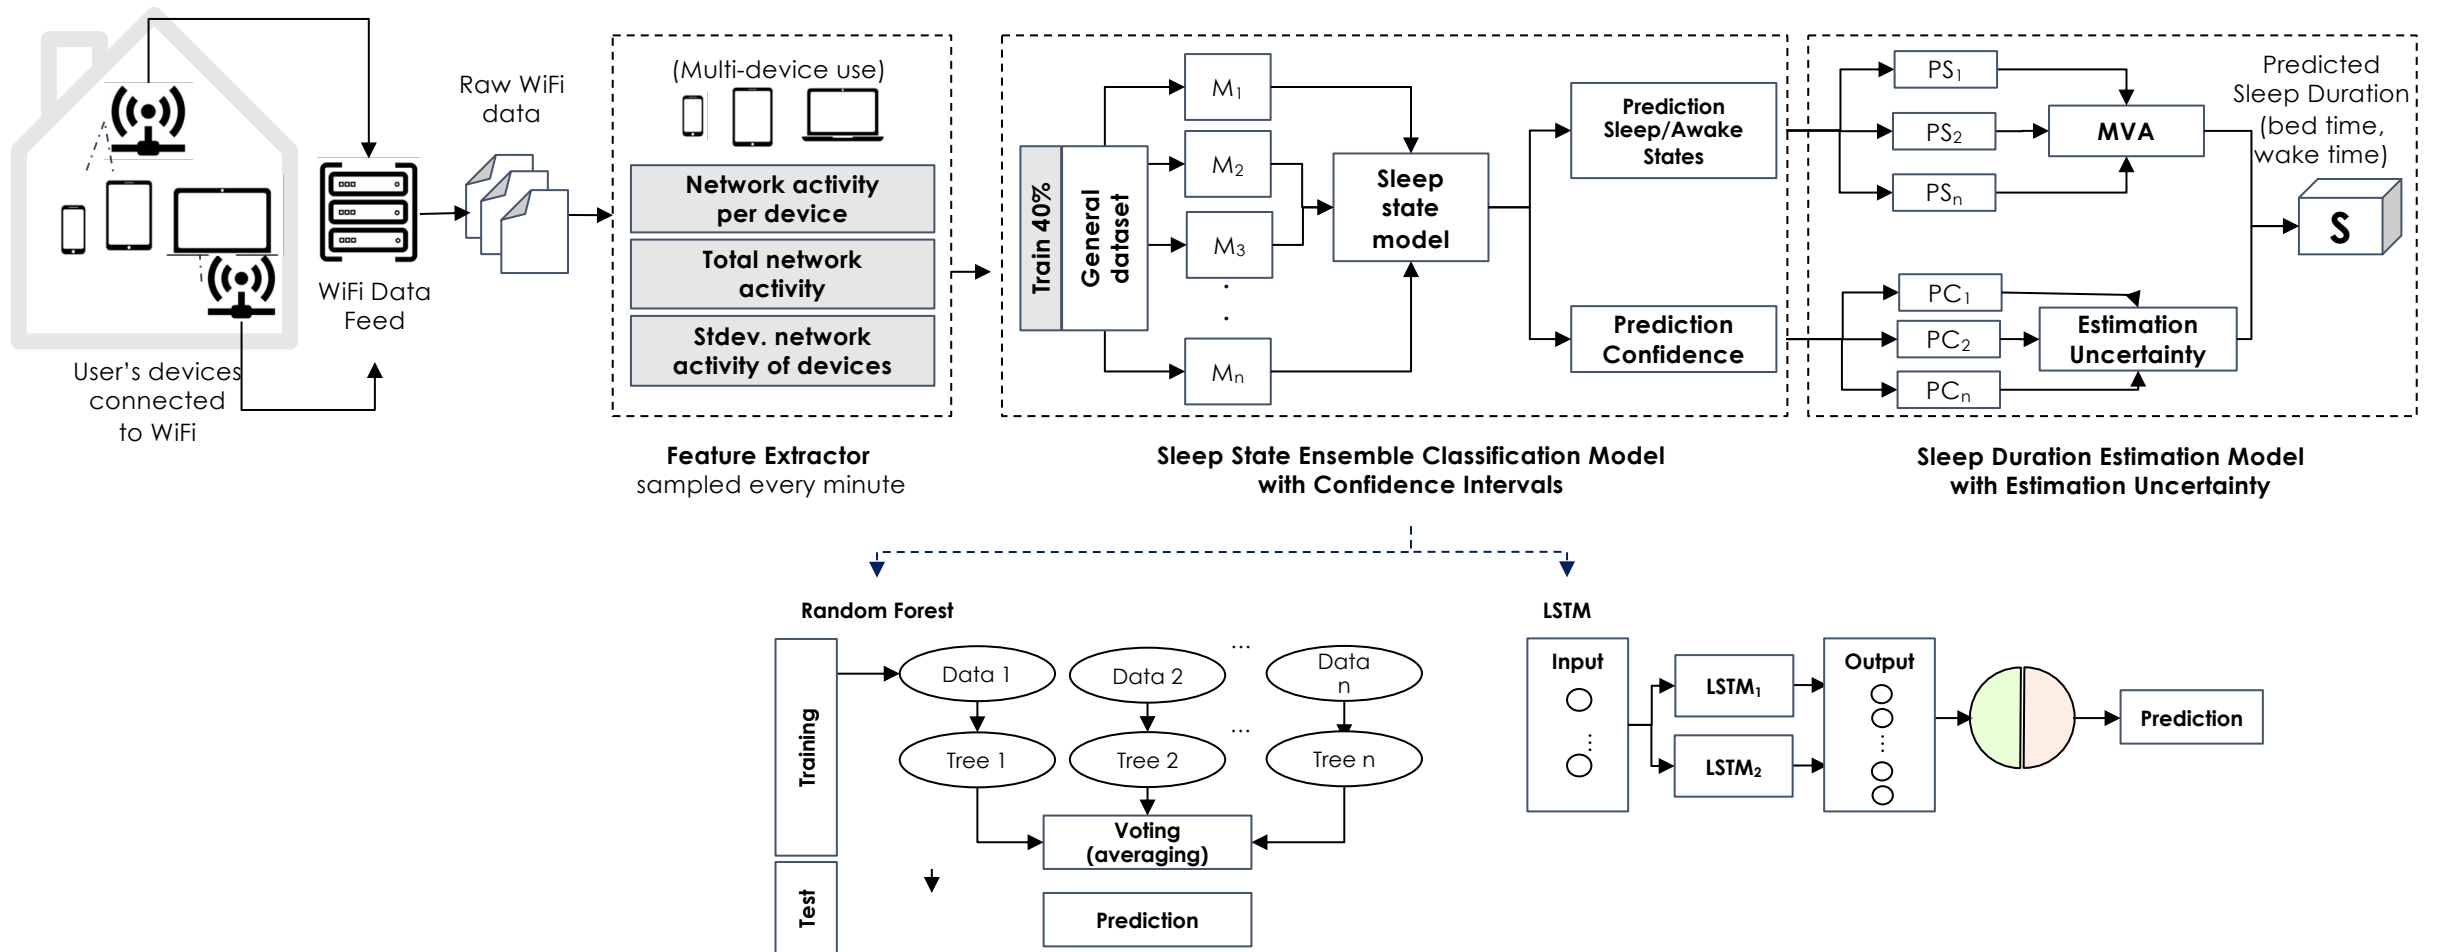 User's devices
connected
to WiFi
WiFi Data
Feed
Raw WiFi
data
(Multi-device use)
Network activity
per device
Total network
activity
Stdev. network
activity of devices
Feature Extractor
sampled every minute
Train 40%
General
dataset
M1
M2
M3
.
.
Mn
Sleep
state
model
Prediction
Sleep/Awake
States
Prediction
Confidence
Sleep State Ensemble Classification Model
with Confidence Intervals
PS1
PS2
PSn
MVA
PC1
PC2
PCn
Estimation
Uncertainty
Predicted
Sleep Duration
(bed time,
wake time)
S
Sleep Duration Estimation Model
with Estimation Uncertainty
Random Forest
Training
Test
Data 1
Data 2
...
Data
n
Tree 1
Tree 2
...
Tree n
Voting
(averaging)
Prediction
LSTM
Input
LSTM1
LSTM2
Output
Prediction